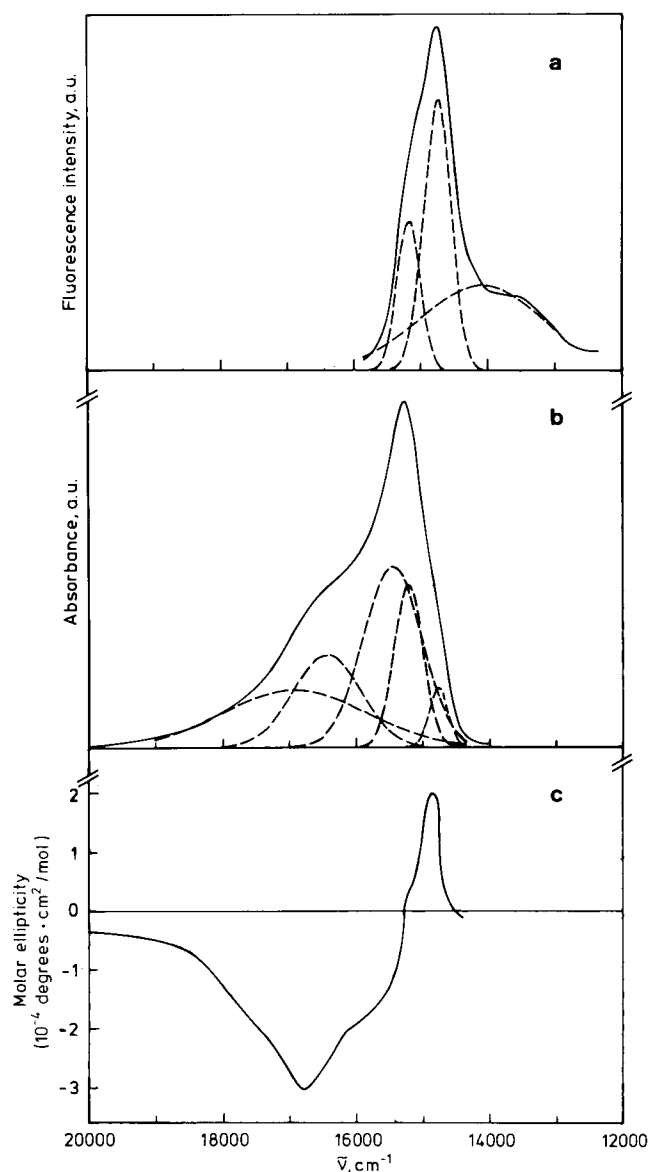 a
Fluorescence intensity, a.u.
b
Absorbance, a.u.
c
2
1
0
-1
-2
-3
Molar ellipticity
(10⁻⁴ degrees · cm²/mol)
20000 18000 16000 14000 12000
ν̃, cm⁻¹